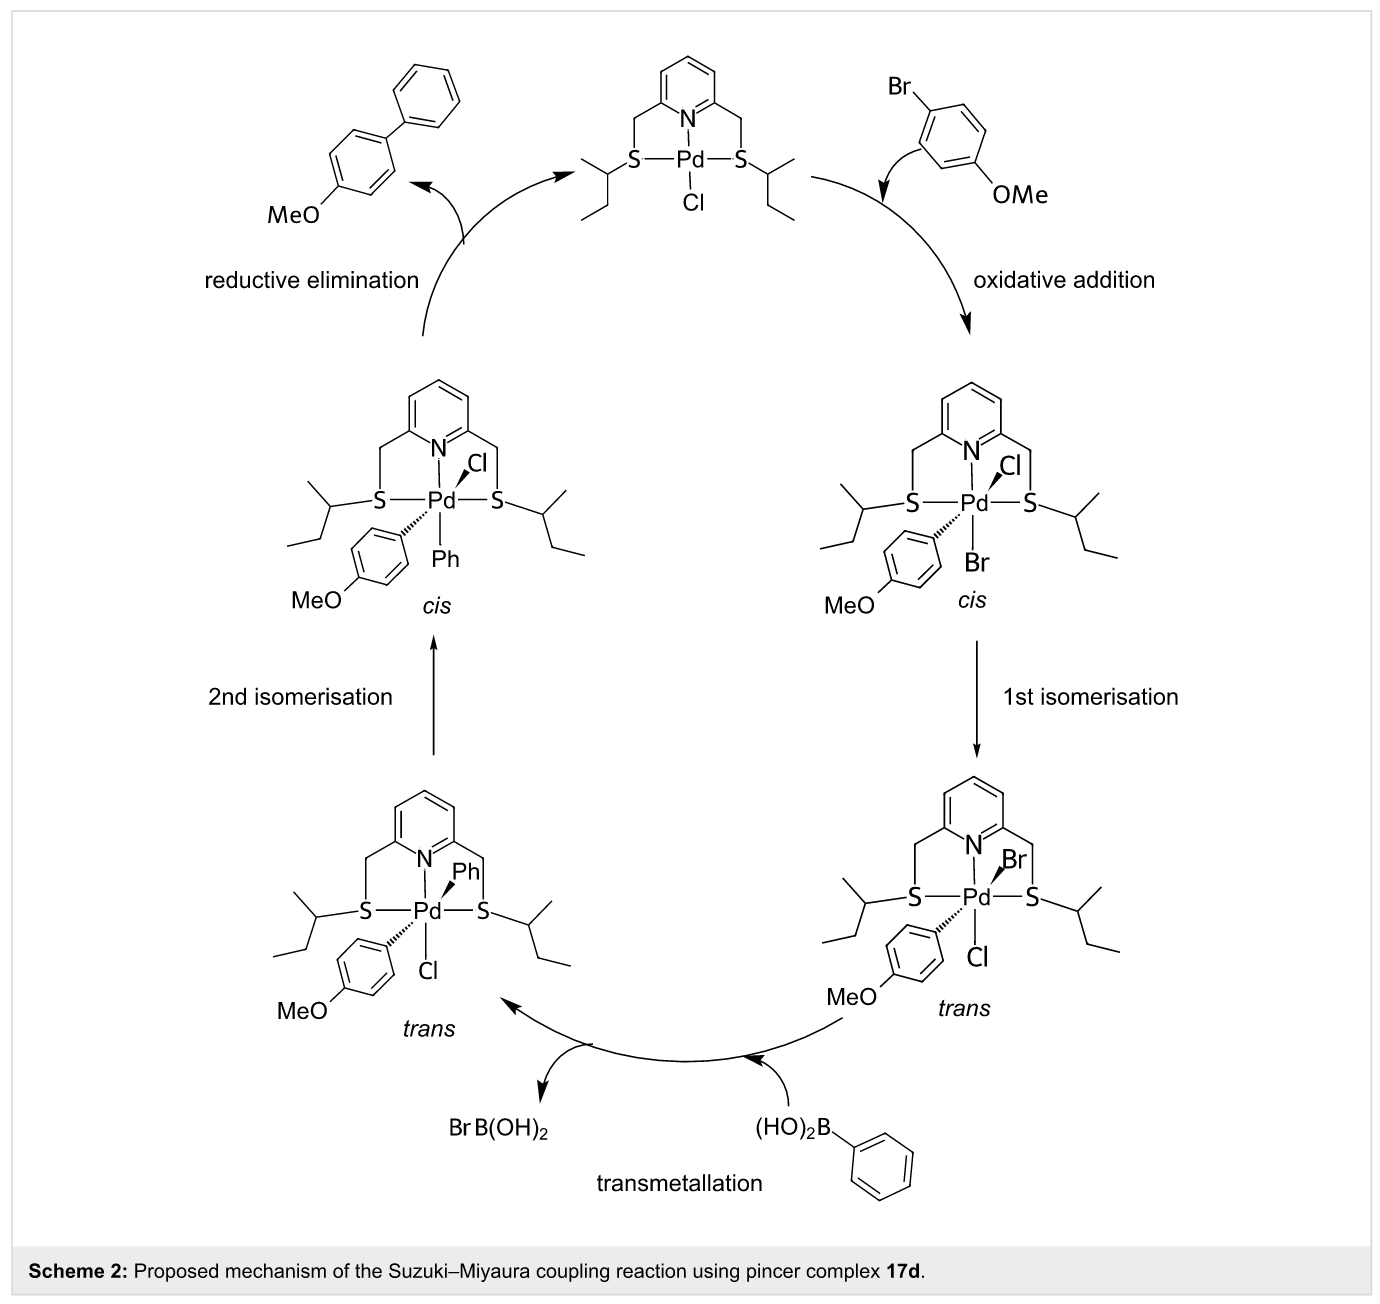 N
S
Pd
S
Cl
Br
OMe
MeO
reductive elimination
oxidative addition
N
Cl
S
Pd
S
Ph
MeO
cis
N
Cl
S
Pd
S
Br
MeO
cis
2nd isomerisation
1st isomerisation
N
Ph
S
Pd
S
Cl
MeO
trans
N
Br
S
Pd
S
Cl
MeO
trans
BrB(OH)2
(HO)2B
transmetallation
Scheme 2: Proposed mechanism of the Suzuki–Miyaura coupling reaction using pincer complex 17d.